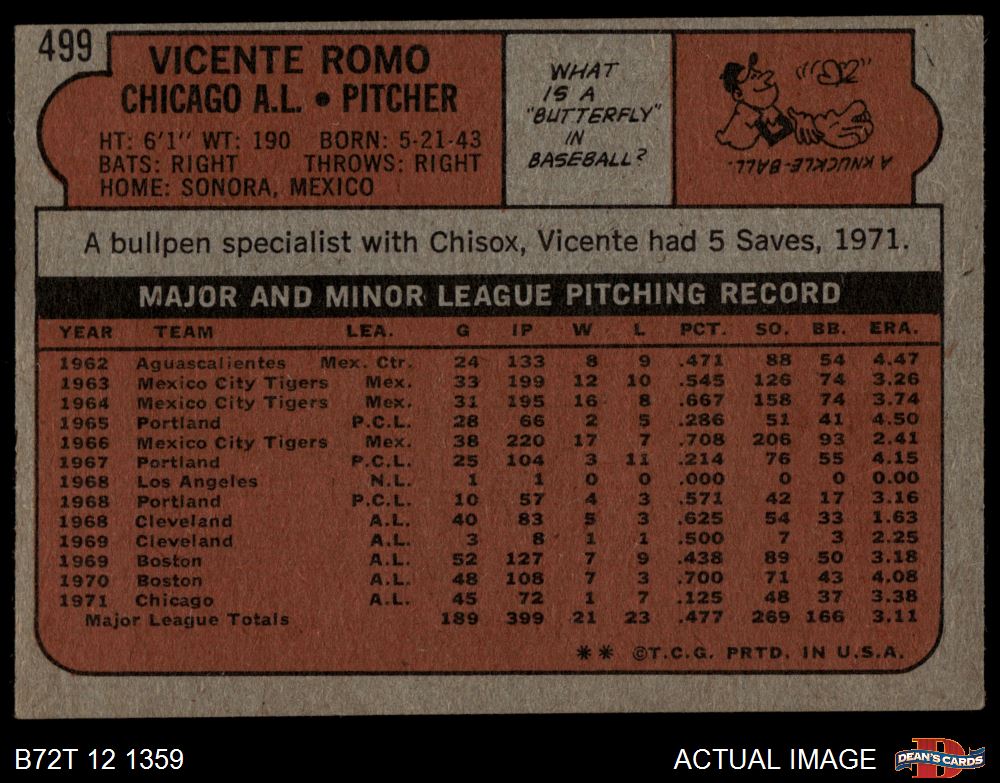 499
VICENTE ROMO
CHICAGO A.L. • PITCHER
HT: 6'1" WT: 190 BORN: 5-21-43
BATS: RIGHT THROWS: RIGHT
HOME: SONORA, MEXICO
WHAT
IS A
"BUTTERFLY"
IN
BASEBALL?
A KNUCKLE-BALL.
A bullpen specialist with Chisox, Vicente had 5 Saves, 1971.
MAJOR AND MINOR LEAGUE PITCHING RECORD
YEAR TEAM LEA. G IP W L PCT. SO. BB. ERA.
1962 Aguascalientes Mex. Ctr. 24 133 8 9 .471 88 54 4.47
1963 Mexico City Tigers Mex. 33 199 12 10 .545 126 74 3.26
1964 Mexico City Tigers Mex. 31 195 16 8 .667 158 74 3.74
1965 Portland P.C.L. 28 66 2 5 .286 51 41 4.50
1966 Mexico City Tigers Mex. 38 220 17 7 .708 206 93 2.41
1967 Portland P.C.L. 25 104 3 11 .214 76 55 4.15
1968 Los Angeles N.L. 1 1 0 0 .000 0 0 0.00
1968 Portland P.C.L. 10 57 4 3 .571 42 17 3.16
1968 Cleveland A.L. 40 83 5 3 .625 54 33 1.63
1969 Cleveland A.L. 3 8 1 1 .500 7 3 2.25
1969 Boston A.L. 52 127 7 9 .438 89 50 3.18
1970 Boston A.L. 48 108 7 3 .700 71 43 4.08
1971 Chicago A.L. 45 72 1 7 .125 48 37 3.38
Major League Totals 189 399 21 23 .477 269 166 3.11
** ©T.C.G. PRTD. IN U.S.A.
B72T 12 1359
ACTUAL IMAGE
D
DEAN'S CARDS